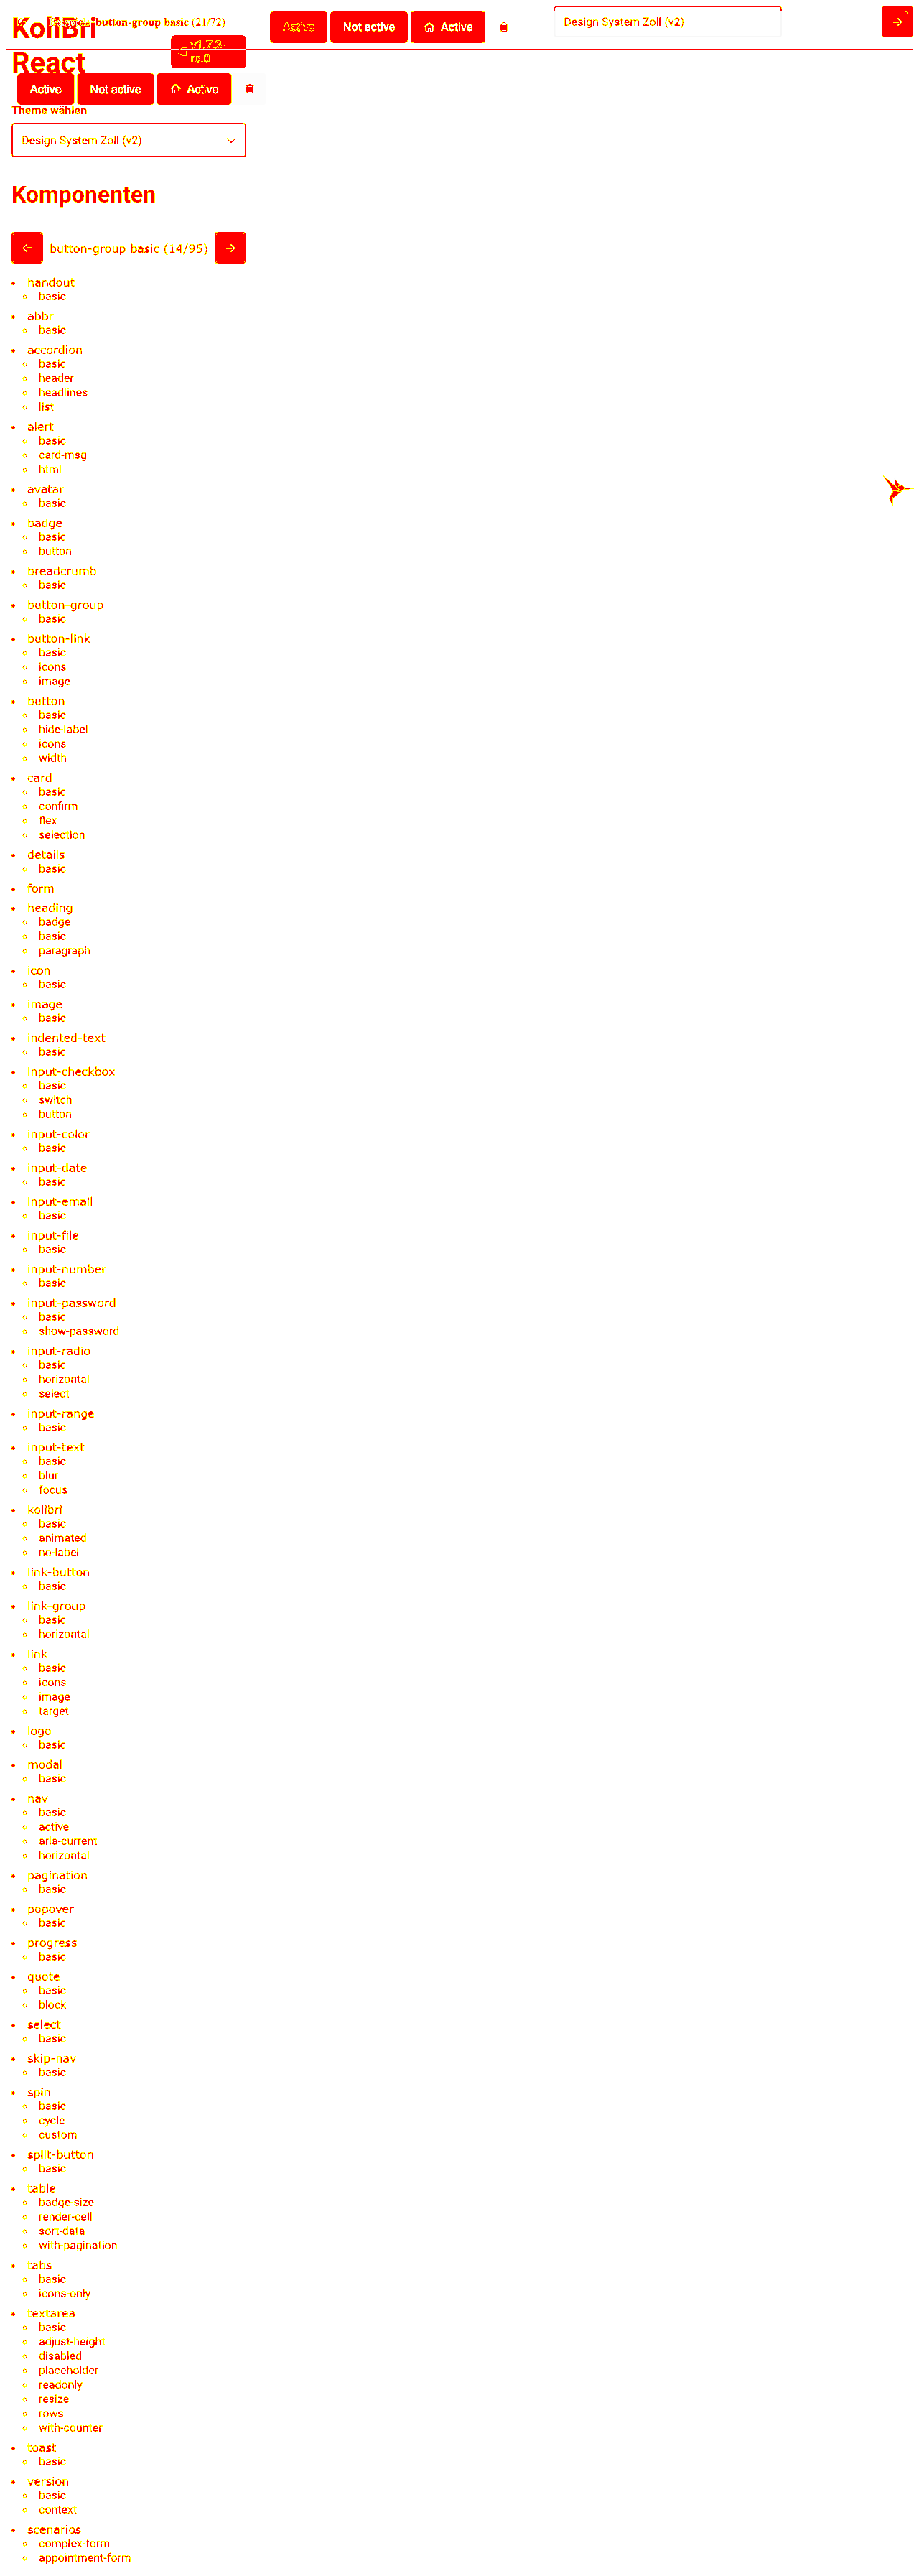 KoliBri
button-group basic (21/72)
Active Not active Active
Design System Zoll (v2)
React
v1.7.2-
rc.0
Active Not active Active
Theme wählen
Design System Zoll (v2)
Komponenten
button-group basic (14/95)
handout
basic
abbr
basic
accordion
basic
header
headlines
list
alert
basic
card-msg
html
avatar
basic
badge
basic
button
breadcrumb
basic
button-group
basic
button-link
basic
icons
image
button
basic
hide-label
icons
width
card
basic
confirm
flex
selection
details
basic
form
heading
badge
basic
paragraph
icon
basic
image
basic
indented-text
basic
input-checkbox
basic
switch
button
input-color
basic
input-date
basic
input-email
basic
input-file
basic
input-number
basic
input-password
basic
show-password
input-radio
basic
horizontal
select
input-range
basic
input-text
basic
blur
focus
kolibri
basic
animated
no-label
link-button
basic
link-group
basic
horizontal
link
basic
icons
image
target
logo
basic
modal
basic
nav
basic
active
aria-current
horizontal
pagination
basic
popover
basic
progress
basic
quote
basic
block
select
basic
skip-nav
basic
spin
basic
cycle
custom
split-button
basic
table
badge-size
render-cell
sort-data
with-pagination
tabs
basic
icons-only
textarea
basic
adjust-height
disabled
placeholder
readonly
resize
rows
with-counter
toast
basic
version
basic
context
scenarios
complex-form
appointment-form